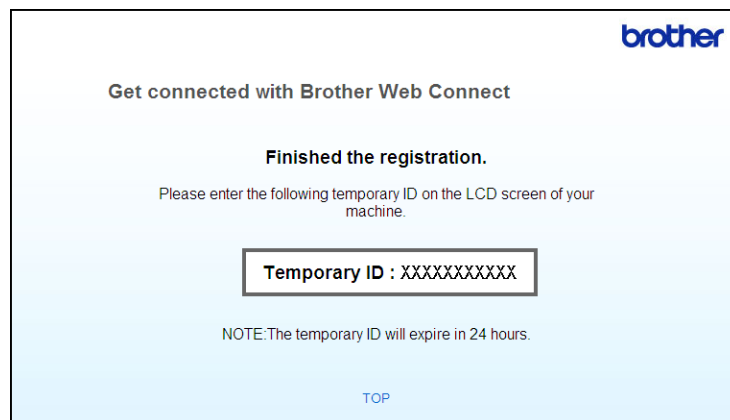 brother
Get connected with Brother Web Connect
Finished the registration.
Please enter the following temporary ID on the LCD screen of your
machine.
Temporary ID : XXXXXXXXXXX
NOTE:The temporary ID will expire in 24 hours.
TOP